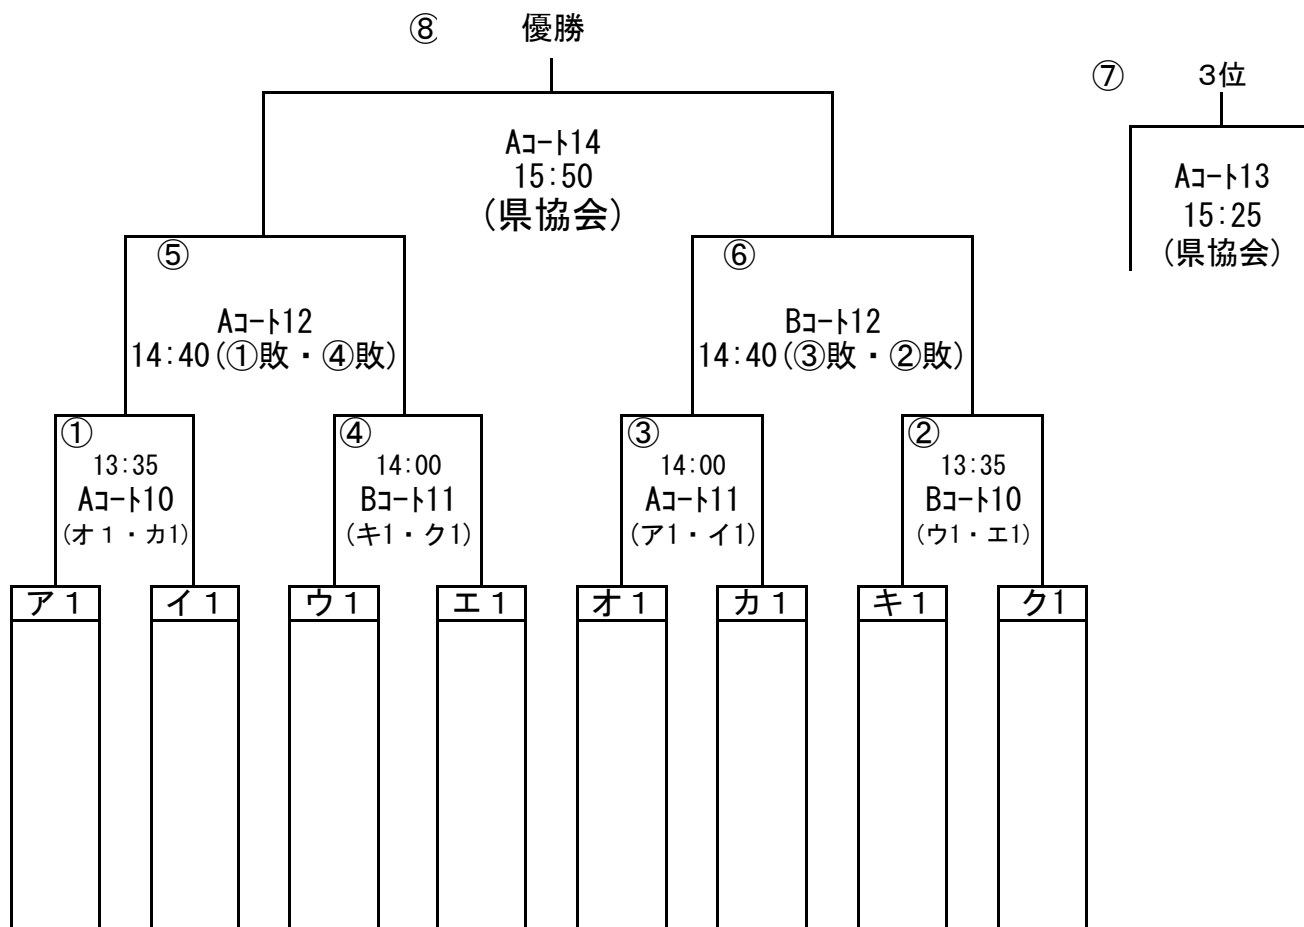 ⑧ 優勝
⑦ ３位
Aｺｰﾄ14
15:50
(県協会)
Aｺｰﾄ13
15:25
(県協会)
⑤
⑥
Aｺｰﾄ12
14:40(①敗・④敗)
Bｺｰﾄ12
14:40(③敗・②敗)
①
13:35
Aｺｰﾄ10
(オ１・カ1)
④
14:00
Bｺｰﾄ11
(キ1・ク1)
③
14:00
Aｺｰﾄ11
(ア1・イ1)
②
13:35
Bｺｰﾄ10
(ウ1・エ1)
ア１ イ１ ウ１ エ１ オ１ カ１ キ１ ク1